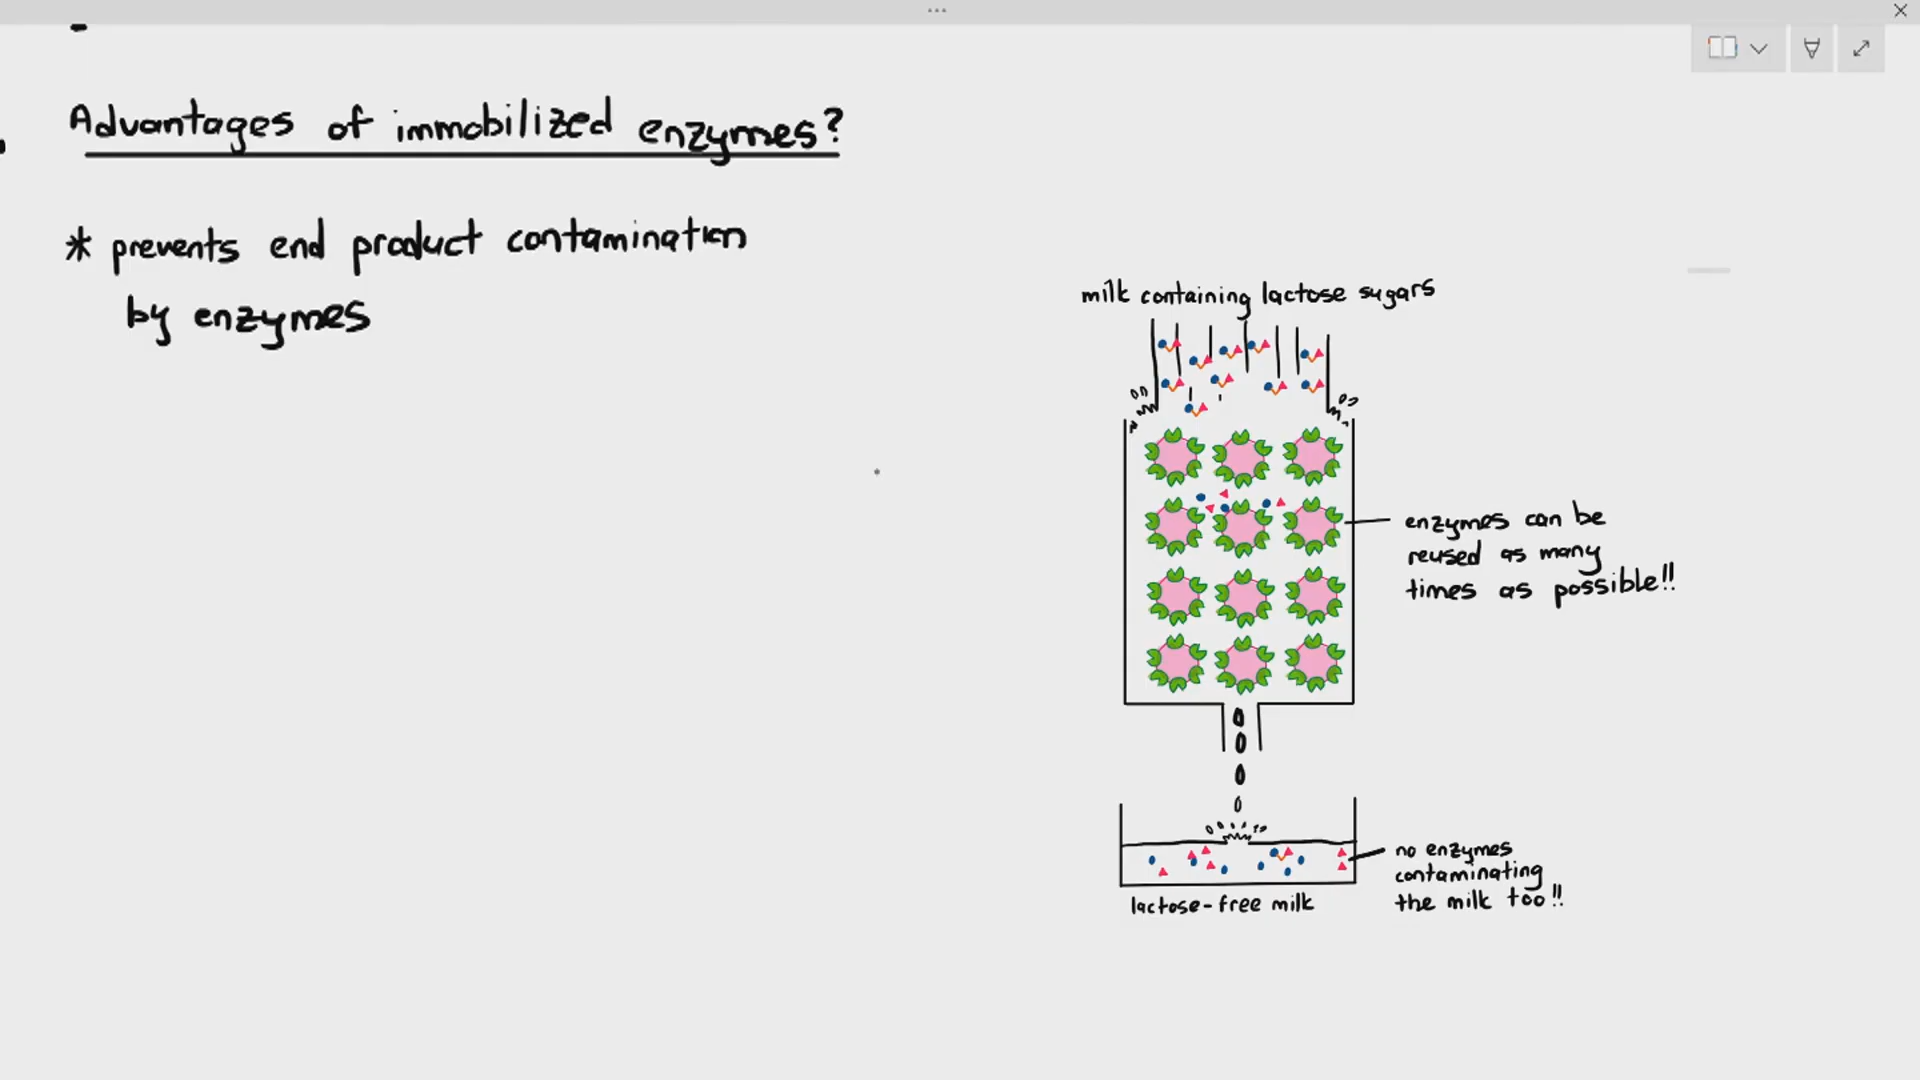 Advantages of immobilized enzymes?
* prevents end product contamination
by enzymes
milk containing lactose sugars
enzymes can be
reused as many
times as possible!!
no enzymes
contaminating
the milk too!!
lactose-free milk